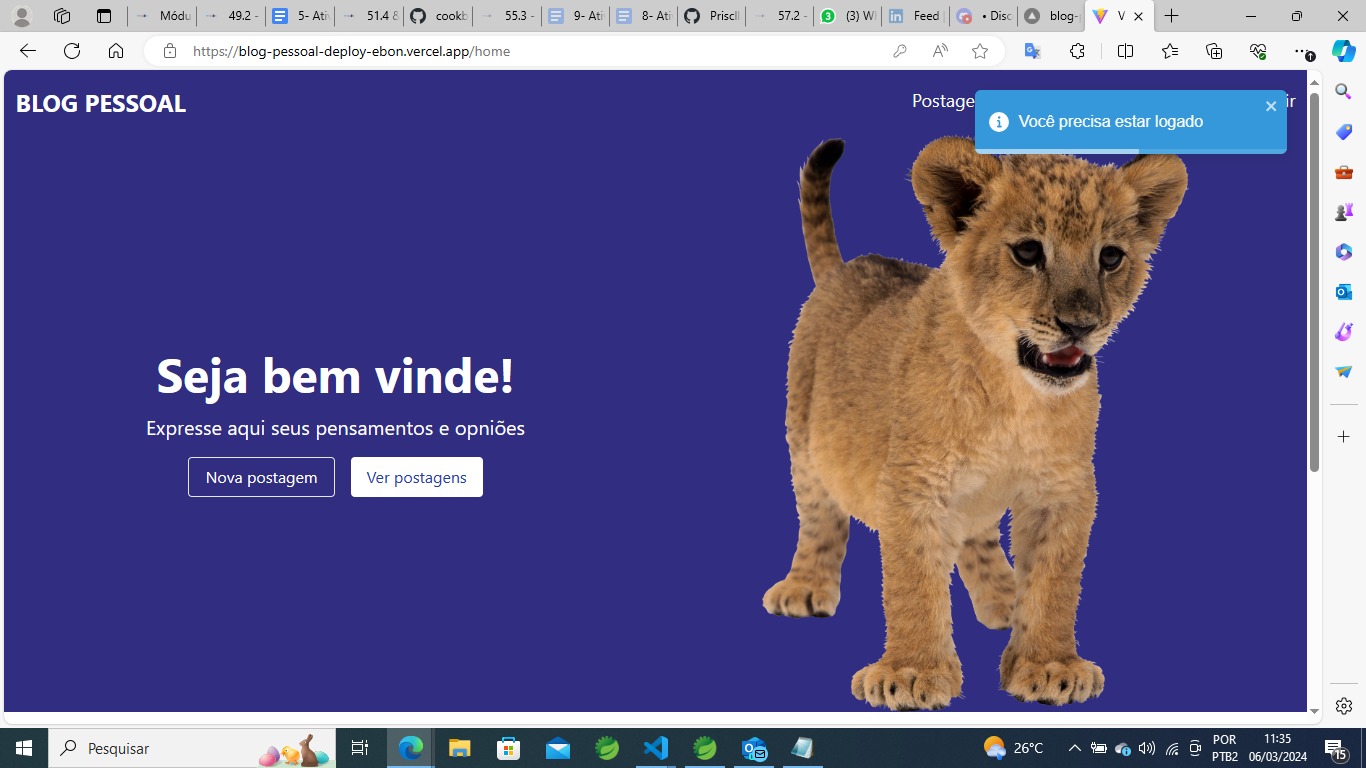 Módu
49.2 -
5- Ativ
51.4 &
cookb
55.3 -
9- Ati
8- Ati
Priscll
57.2 -
(3) W
Feed |
• Disc
blog-p
V
https://blog-pessoal-deploy-ebon.vercel.app/home
BLOG PESSOAL
Postage
ir
Você precisa estar logado
Seja bem vinde!
Expresse aqui seus pensamentos e opniões
Nova postagem
Ver postagens
Pesquisar
26°C
POR
PTB2
11:35
06/03/2024
15